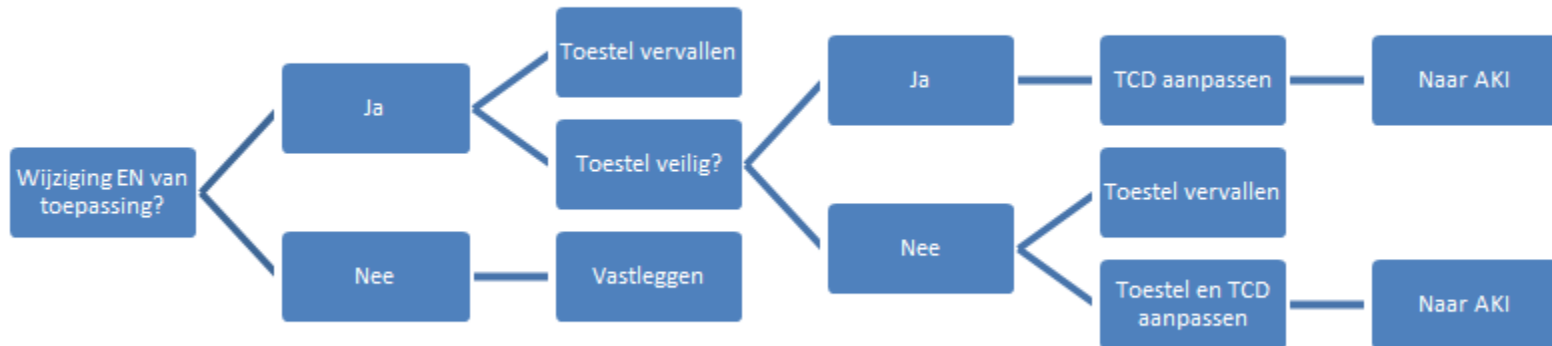 Wijziging EN van
toepassing?
Ja
Nee
Toestel vervallen
Toestel veilig?
Vastleggen
Ja
Nee
TCD aanpassen
Toestel vervallen
Toestel en TCD
aanpassen
Naar AKI
Naar AKI